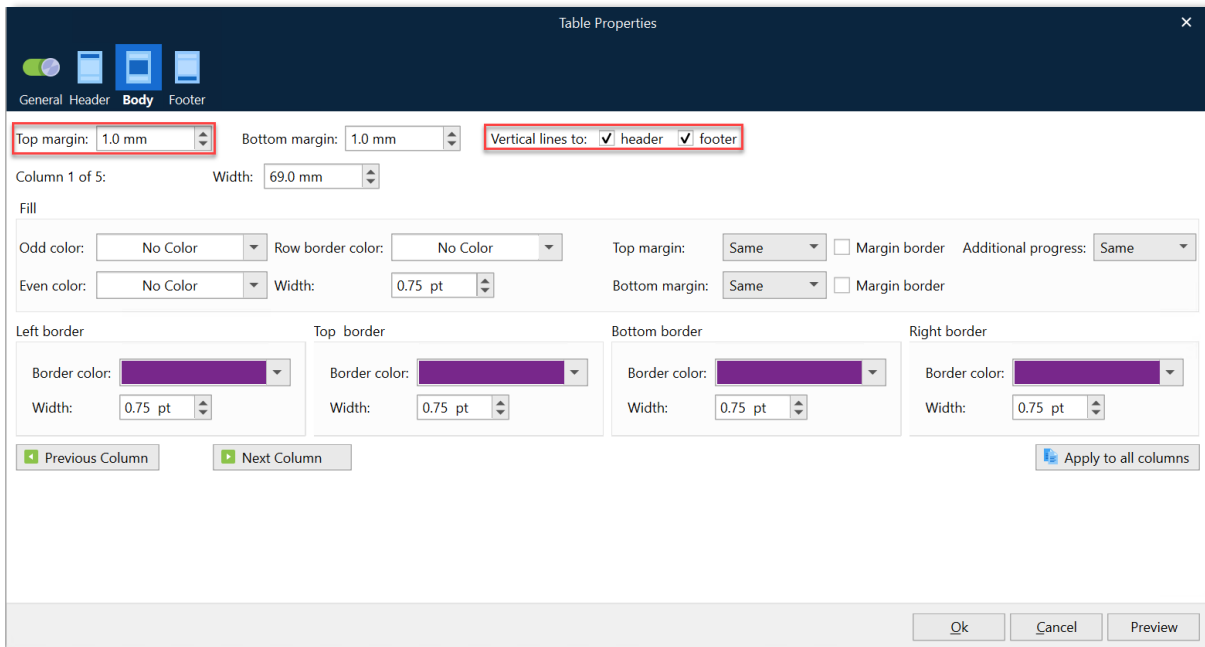 Table Properties
General Header Body Footer
Top margin: 1.0 mm Bottom margin: 1.0 mm Vertical lines to: header footer
Column 1 of 5: Width: 69.0 mm
Fill
Odd color: No Color Row border color: No Color Top margin: Same Margin border Additional progress: Same
Even color: No Color Width: 0.75 pt Bottom margin: Same Margin border
Left border Top border Bottom border Right border
Border color: Border color: Border color: Border color:
Width: 0.75 pt Width: 0.75 pt Width: 0.75 pt Width: 0.75 pt
Previous Column Next Column Apply to all columns
Ok Cancel Preview